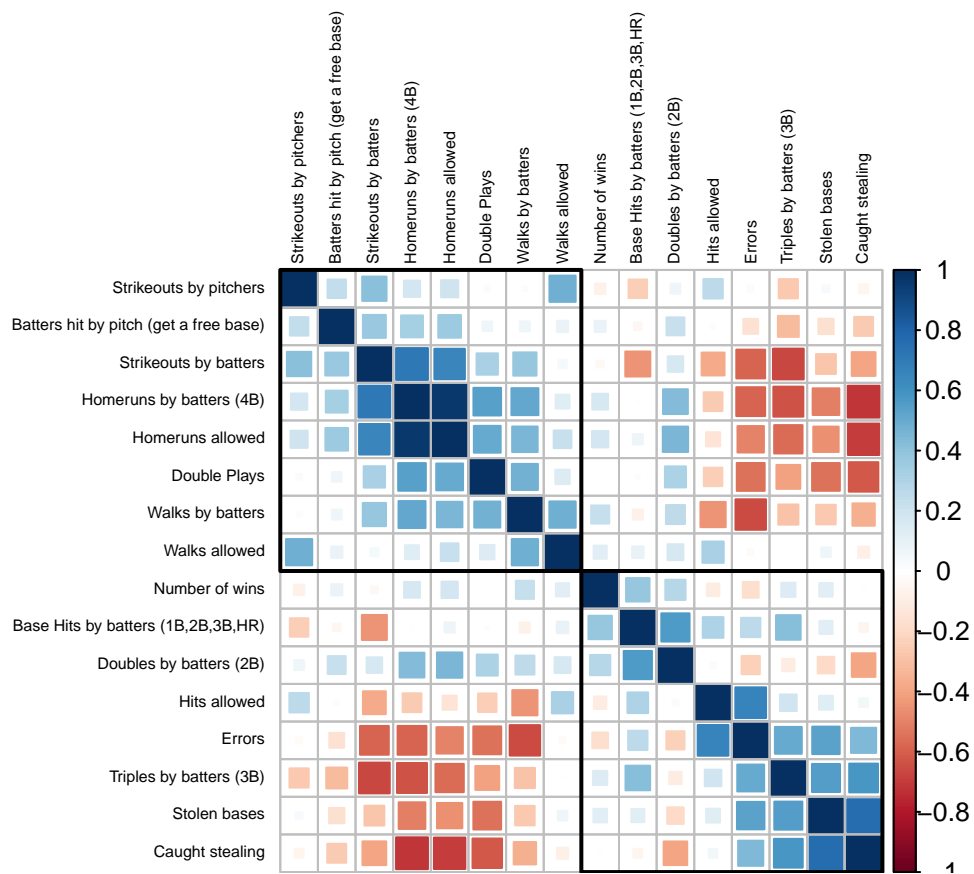 Strikeouts by pitchers
Batters hit by pitch (get a free base)
Strikeouts by batters
Homeruns by batters (4B)
Homeruns allowed
Double Plays
Walks by batters
Walks allowed
Number of wins
Base Hits by batters (1B,2B,3B,HR)
Doubles by batters (2B)
Hits allowed
Errors
Triples by batters (3B)
Stolen bases
Caught stealing
Strikeouts by pitchers
Batters hit by pitch (get a free base)
Strikeouts by batters
Homeruns by batters (4B)
Homeruns allowed
Double Plays
Walks by batters
Walks allowed
Number of wins
Base Hits by batters (1B,2B,3B,HR)
Doubles by batters (2B)
Hits allowed
Errors
Triples by batters (3B)
Stolen bases
Caught stealing
1
0.8
0.6
0.4
0.2
0
−0.2
−0.4
−0.6
−0.8
−1